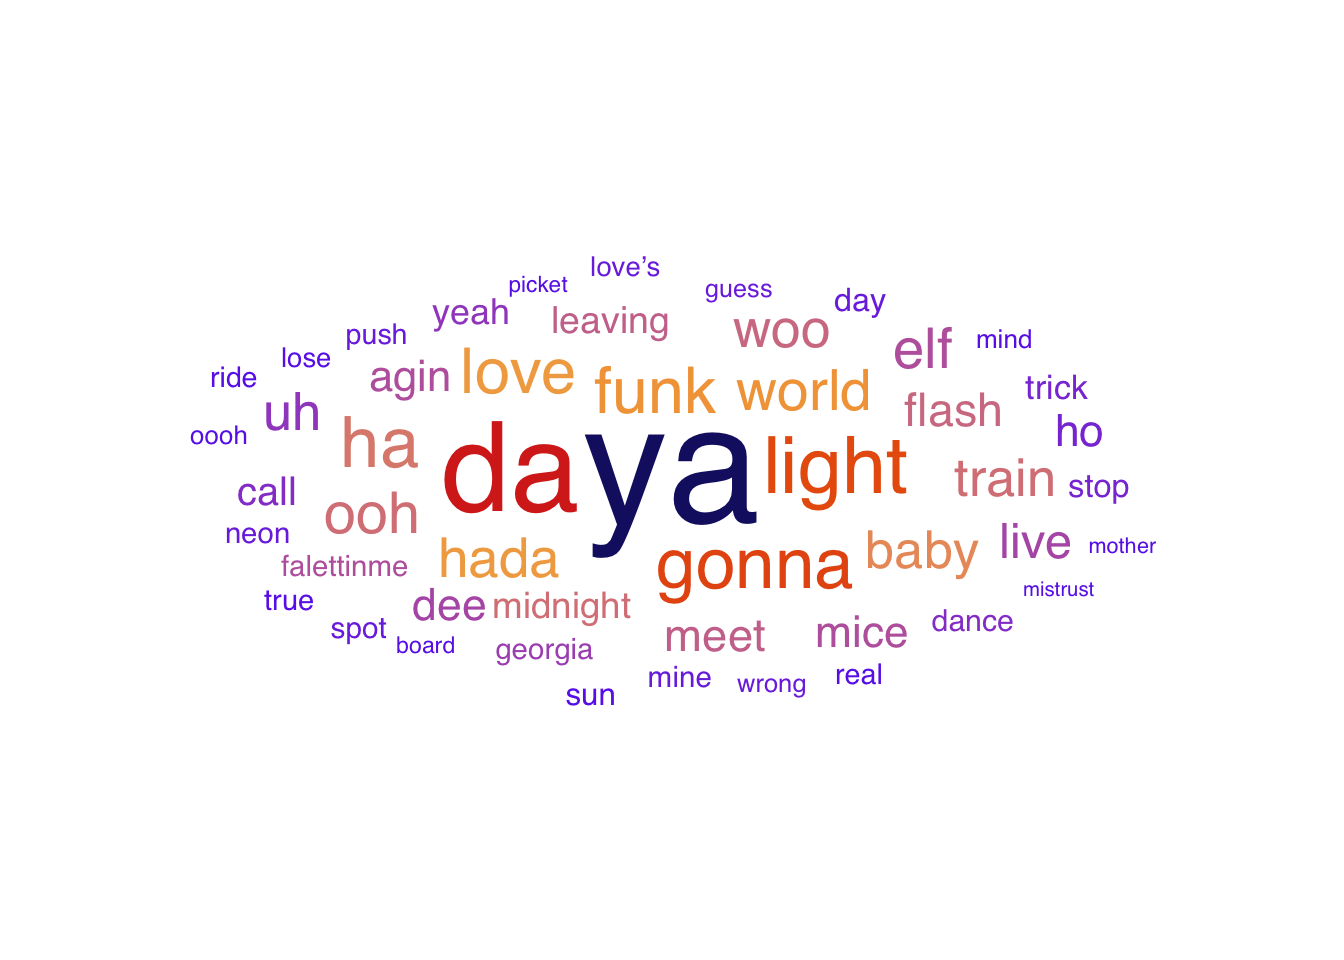 love’s
picket
guess
day
yeah
leaving
woo
push
elf
mind
lose
ride
agin
love
funk
world
flash
trick
uh
oooh
ha
da
ya
light
ho
train
stop
call
ooh
neon
falettinme
hada
gonna
baby
live
mother
mistrust
true
dee
midnight
spot
board
georgia
meet
mice
dance
mine
wrong
real
sun